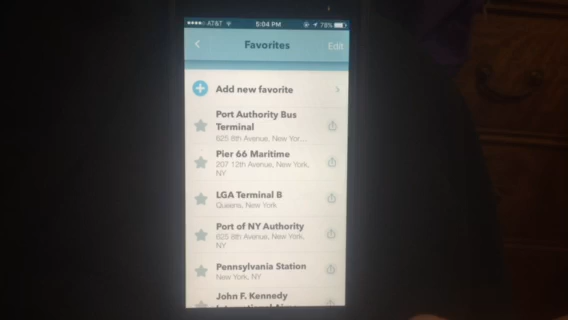 AT&T 5:04 PM 78%
Favorites Edit
Add new favorite
Port Authority Bus
Terminal
625 8th Avenue, New Yor...
Pier 66 Maritime
207 12th Avenue, New York,
NY
LGA Terminal B
Queens, New York
Port of NY Authority
625 8th Avenue, New York,
NY
Pennsylvania Station
New York, NY
John F. Kennedy